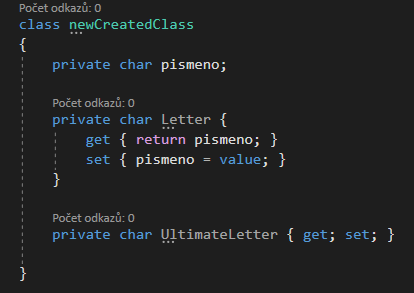 Počet odkazů: 0
class newCreatedClass
{
private char pismeno;
Počet odkazů: 0
private char Letter {
get { return pismeno; }
set { pismeno = value; }
}
Počet odkazů: 0
private char UltimateLetter { get; set; }
}